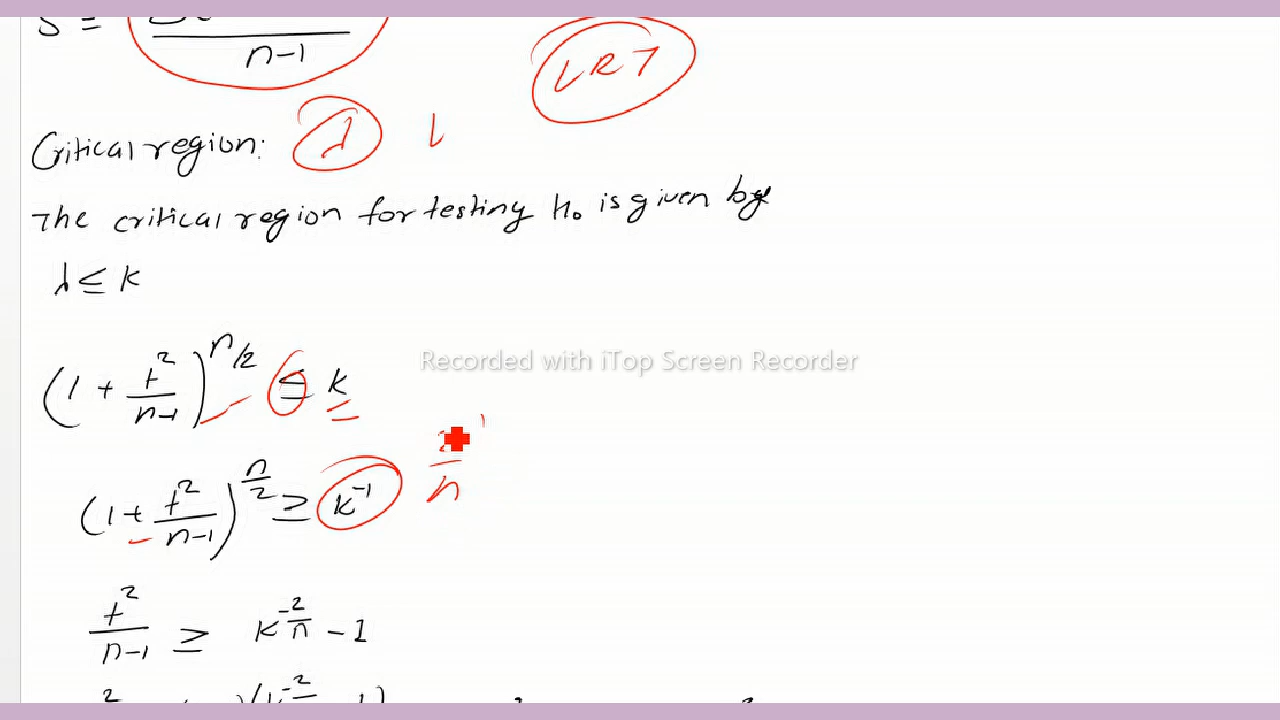 S =
n-1
LRT
Critical region: λ L
The critical region for testing H₀ is given by
λ ≤ k
(1 + t²/n-1)^n/2 ≤ k
Recorded with iTop Screen Recorder
n
(1 + t²/n-1)^n/2 ≥ k⁻¹
t²/n-1 ≥ k^-2/n - 1